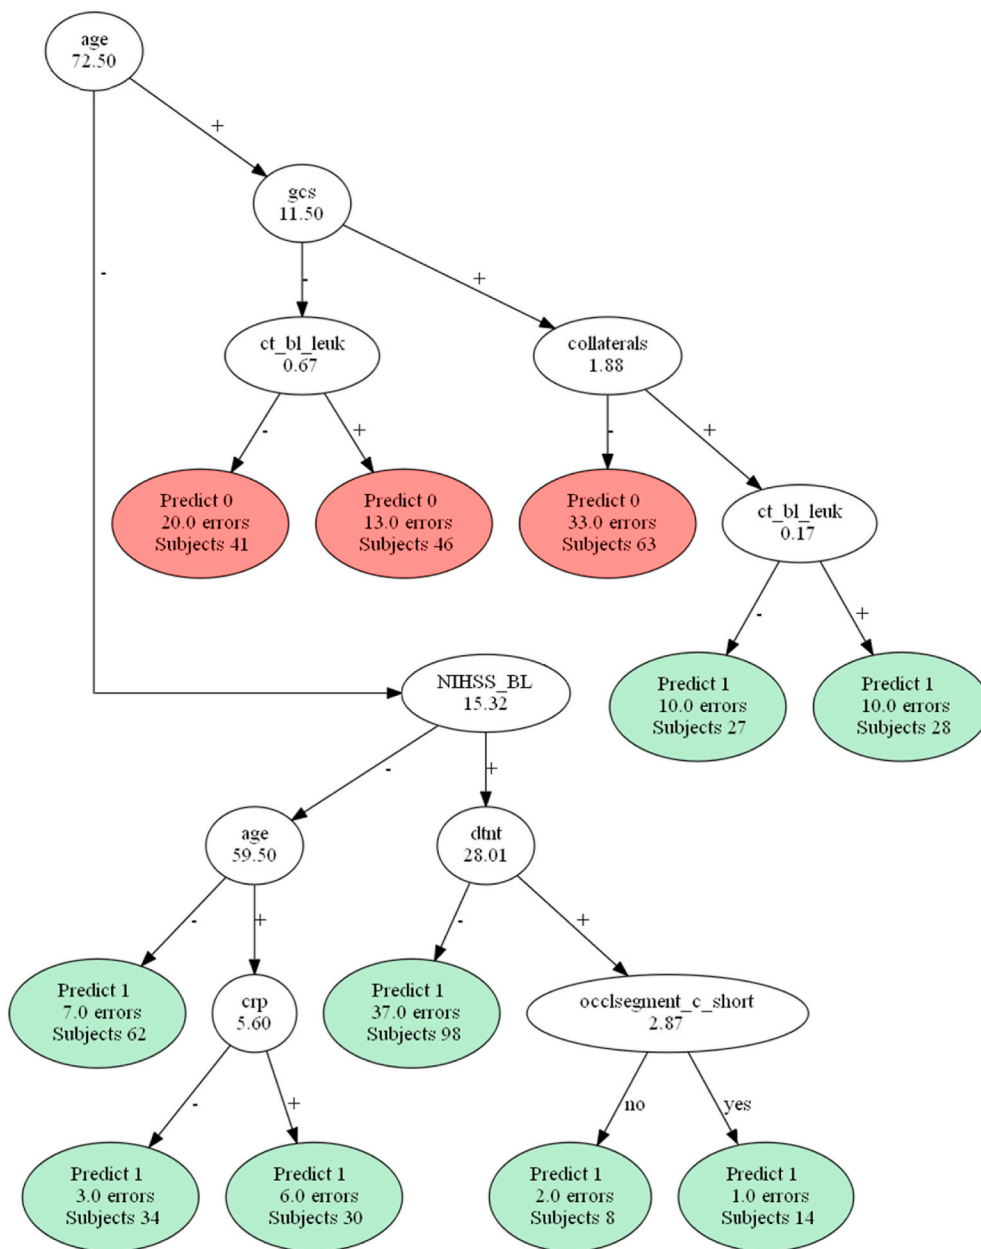 age
72.50
+
gcs
11.50
-
-
+
ct_bl_leuk
0.67
collaterals
1.88
-
+
-
+
Predict 0
20.0 errors
Subjects 41
Predict 0
13.0 errors
Subjects 46
Predict 0
33.0 errors
Subjects 63
ct_bl_leuk
0.17
-
+
NIHSS_BL
15.32
Predict 1
10.0 errors
Subjects 27
Predict 1
10.0 errors
Subjects 28
-
+
age
59.50
dtnt
28.01
-
+
-
+
Predict 1
7.0 errors
Subjects 62
crp
5.60
Predict 1
37.0 errors
Subjects 98
occlsegment_c_short
2.87
-
+
no
yes
Predict 1
3.0 errors
Subjects 34
Predict 1
6.0 errors
Subjects 30
Predict 1
2.0 errors
Subjects 8
Predict 1
1.0 errors
Subjects 14